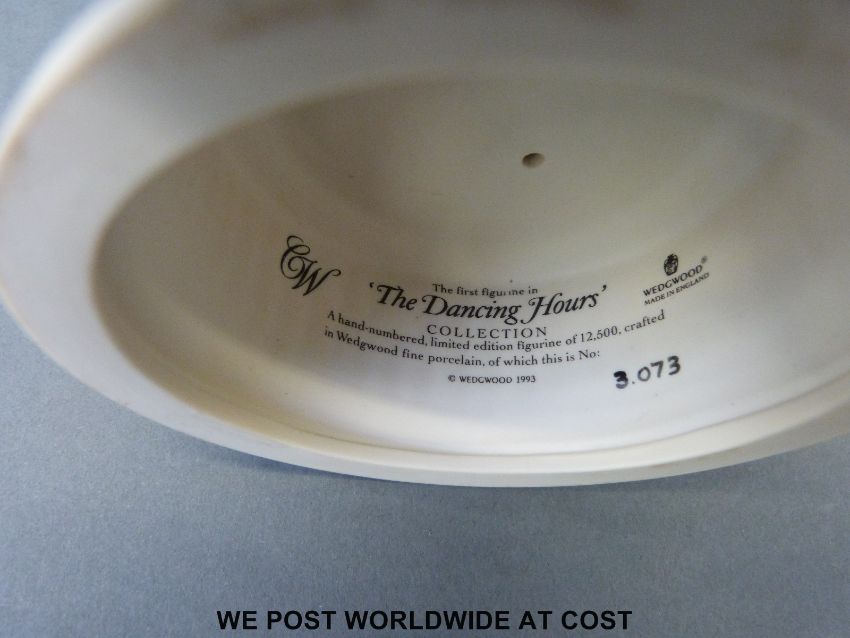 CW
The first figurine in
'The Dancing Hours'
COLLECTION
A hand-numbered, limited edition figurine of 12,500, crafted
in Wedgwood fine porcelain, of which this is No:
3.073
© WEDGWOOD 1993
WEDGWOOD®
MADE IN ENGLAND
WE POST WORLDWIDE AT COST